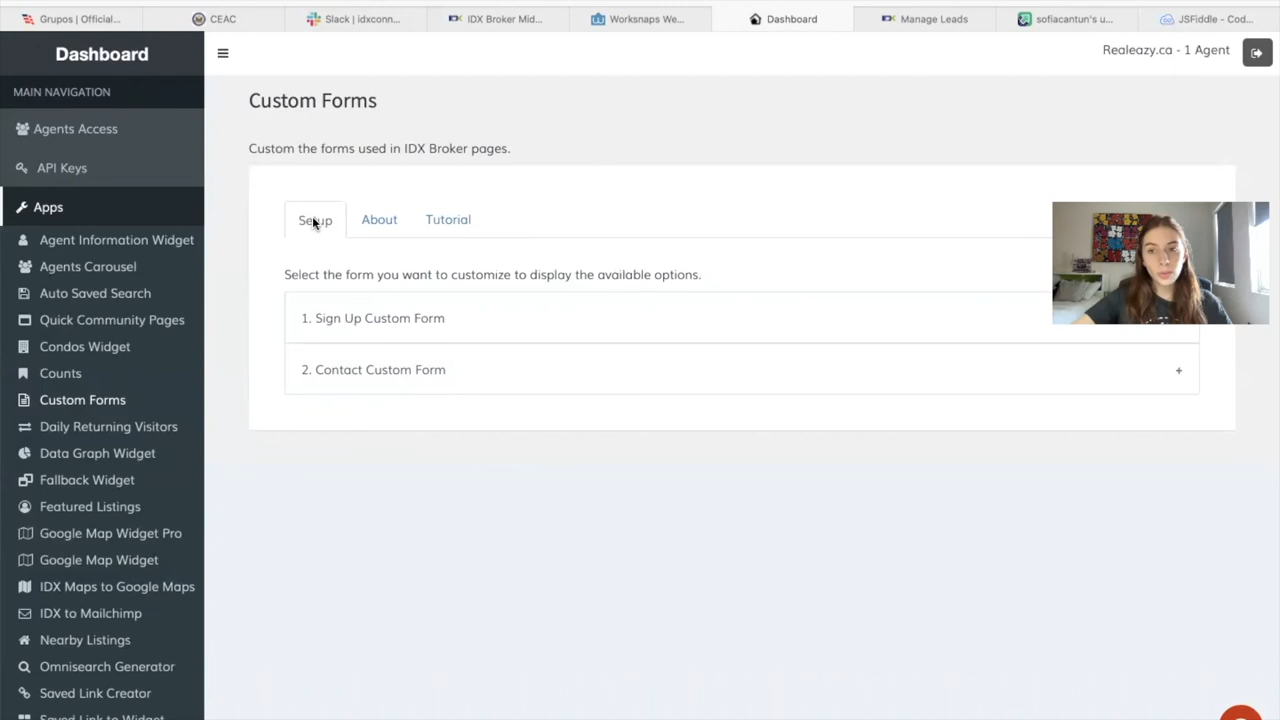 Grupos | Official...
CEAC
Slack | idxconn...
IDX Broker Mid...
Worksnaps We...
Dashboard
Manage Leads
sofiacantun's u...
JSFiddle - Cod...
Dashboard
Realeazy.ca - 1 Agent
MAIN NAVIGATION
Agents Access
API Keys
Apps
Agent Information Widget
Agents Carousel
Auto Saved Search
Quick Community Pages
Condos Widget
Counts
Custom Forms
Daily Returning Visitors
Data Graph Widget
Fallback Widget
Featured Listings
Google Map Widget Pro
Google Map Widget
IDX Maps to Google Maps
IDX to Mailchimp
Nearby Listings
Omnisearch Generator
Saved Link Creator
Saved Link to Widget
Custom Forms
Custom the forms used in IDX Broker pages.
Setup
About
Tutorial
Select the form you want to customize to display the available options.
1. Sign Up Custom Form
2. Contact Custom Form
+